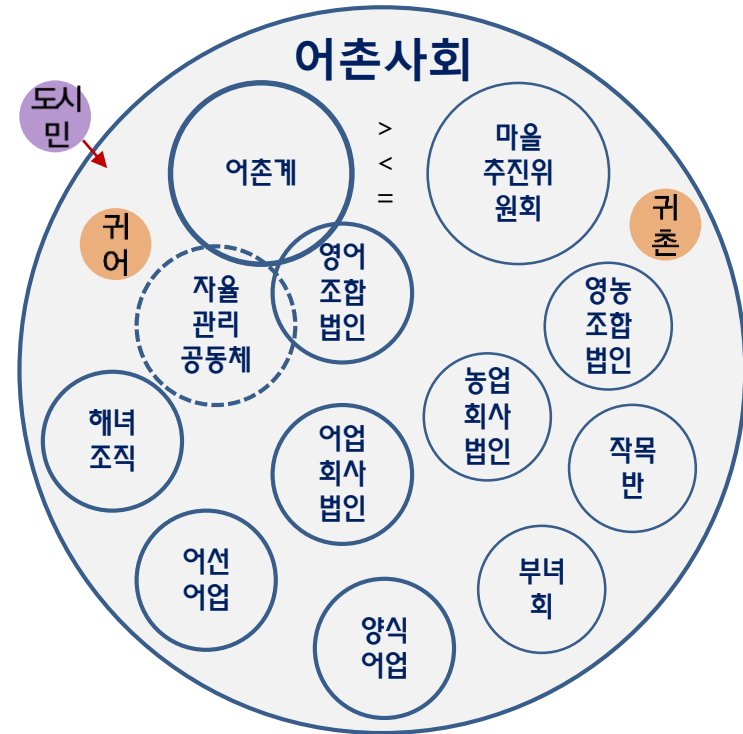 어촌사회
도시
민
어촌계
>
<
=
마을
추진위
원회
귀
어
귀
촌
자율
관리
공동체
영어
조합
법인
영농
조합
법인
해녀
조직
어업
회사
법인
농업
회사
법인
작목
반
어선
어업
양식
어업
부녀
회